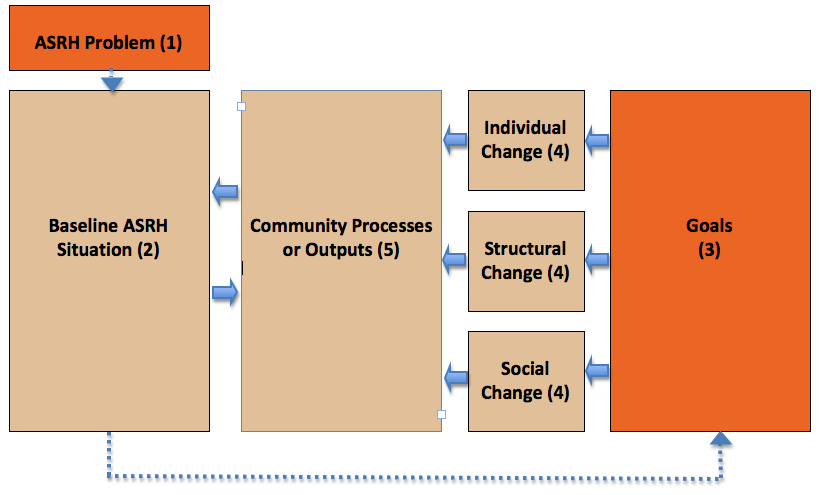 ASRH Problem (1)
Baseline ASRH
Situation (2)
Community Processes
or Outputs (5)
Individual
Change (4)
Structural
Change (4)
Social
Change (4)
Goals
(3)